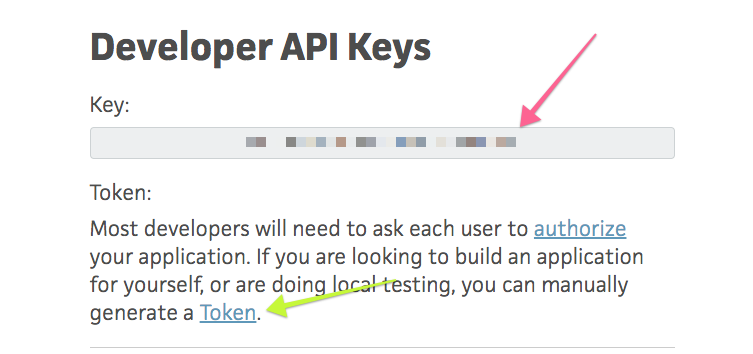 Developer API Keys
Key:
Token:
Most developers will need to ask each user to authorize
your application. If you are looking to build an application
for yourself, or are doing local testing, you can manually
generate a Token.